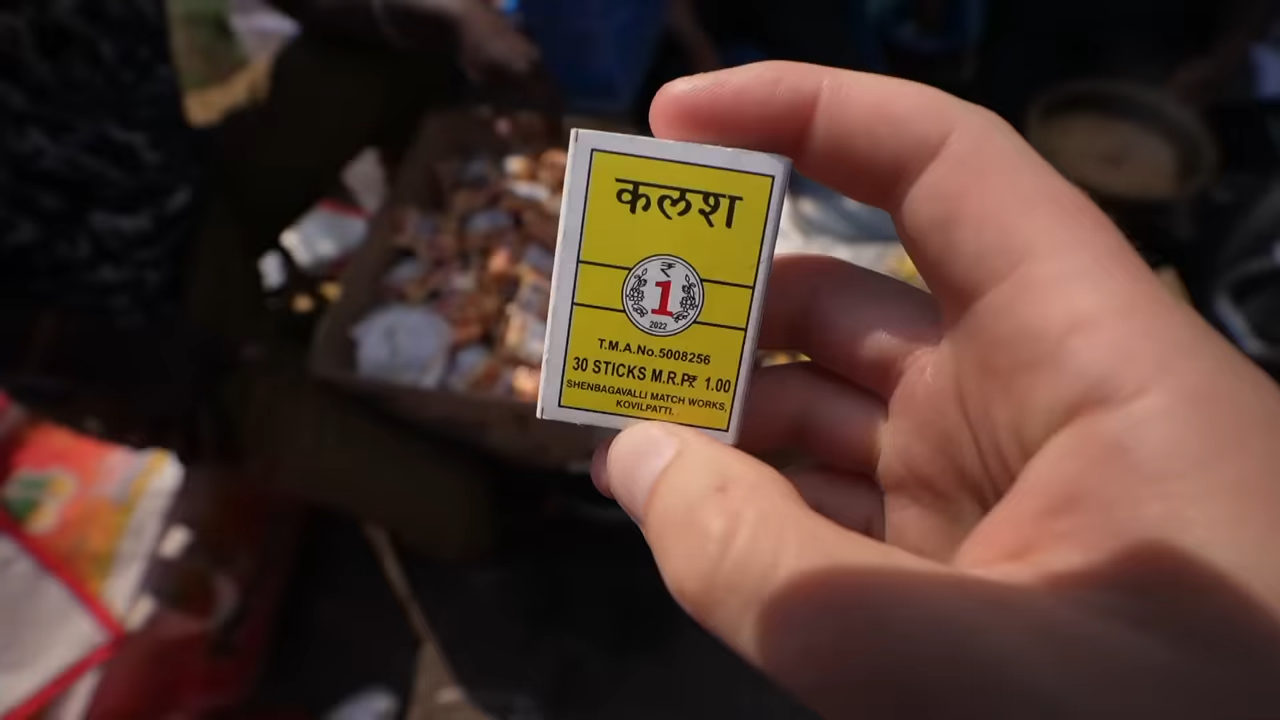 कलश
₹
1
2022
T.M.A.No.5008256
30 STICKS M.R.P.₹ 1.00
SHENBAGAVALLI MATCH WORKS,
KOVILPATTI.